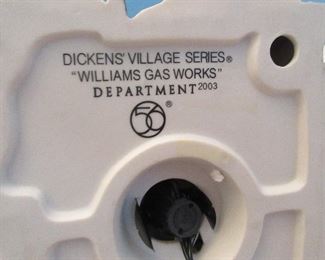 DICKENS' VILLAGE SERIES®
"WILLIAMS GAS WORKS"
DEPARTMENT 2003
56 ®